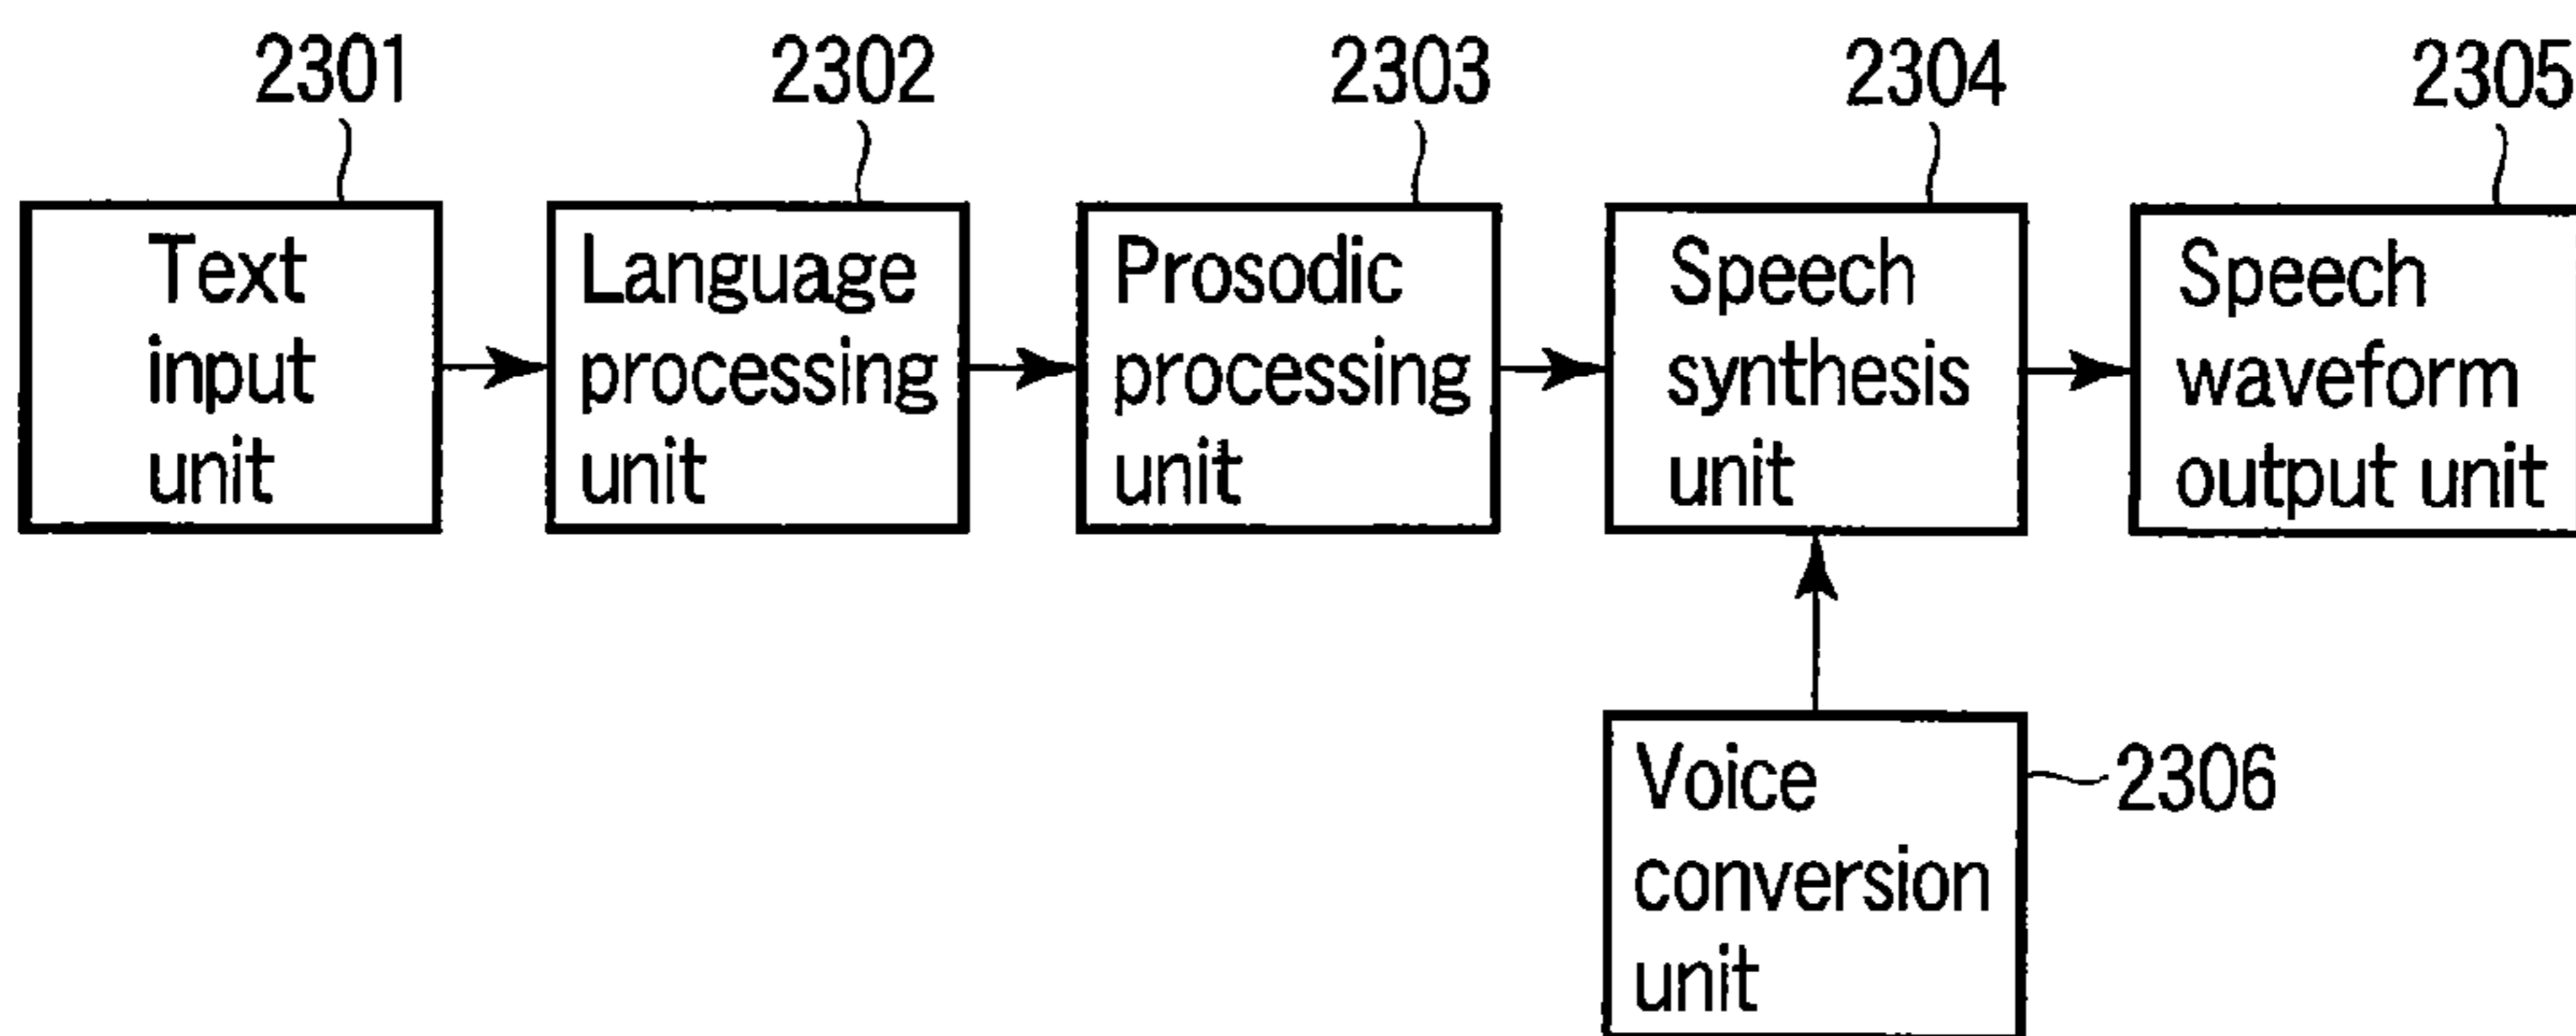 2301
2302
2303
2304
2305
Text
input
unit
Language
processing
unit
Prosodic
processing
unit
Speech
synthesis
unit
Speech
waveform
output unit
Voice
conversion
unit
2306